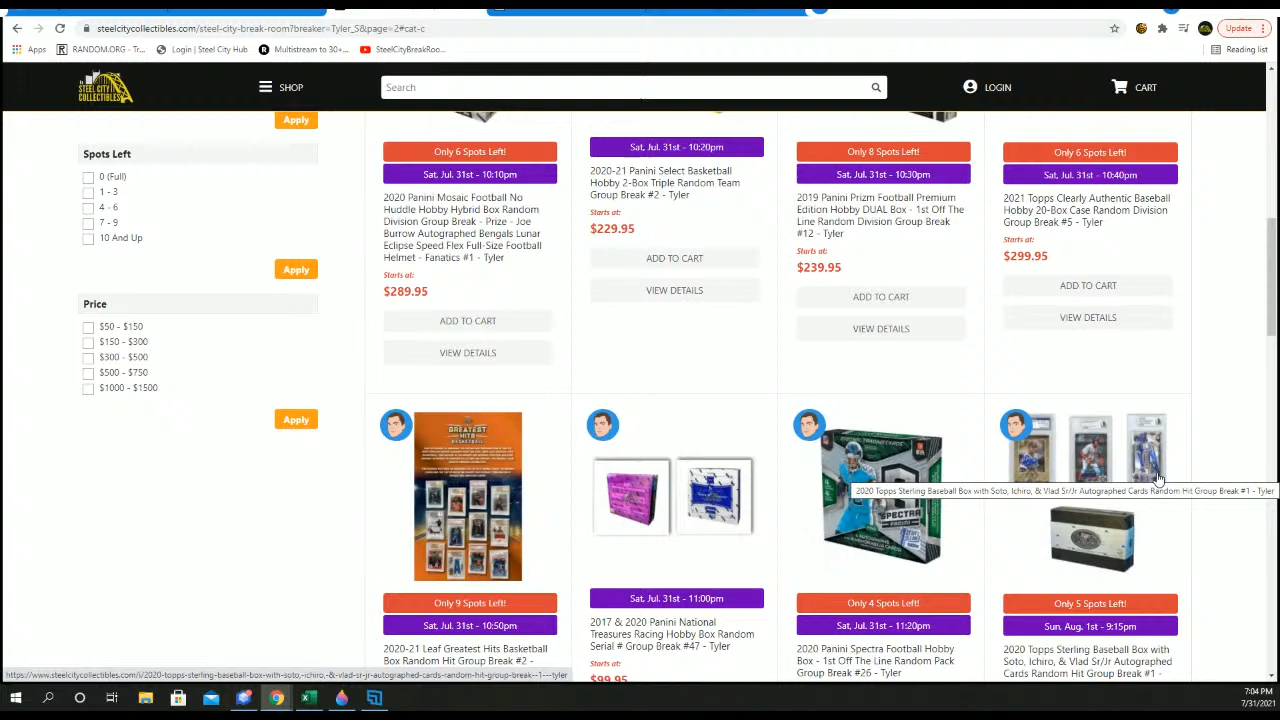 steelcitycollectibles.com/steel-city-break-room?breaker=Tyler_S&page=2#cat-c
Update
Apps
RANDOM.ORG - Tr...
Login | Steel City Hub
Multistream to 30+...
SteelCityBreakRoo...
Reading list
STEEL CITY
COLLECTIBLES
SHOP
Search
LOGIN
CART
Apply
Spots Left
0 (Full)
1 - 3
4 - 6
7 - 9
10 And Up
Apply
Price
$50 - $150
$150 - $300
$300 - $500
$500 - $750
$1000 - $1500
Apply
Only 6 Spots Left!
Sat, Jul. 31st - 10:10pm
2020 Panini Mosaic Football No
Huddle Hobby Hybrid Box Random
Division Group Break - Prize - Joe
Burrow Autographed Bengals Lunar
Eclipse Speed Flex Full-Size Football
Helmet - Fanatics #1 - Tyler
Starts at:
$289.95
ADD TO CART
VIEW DETAILS
Sat, Jul. 31st - 10:20pm
2020-21 Panini Select Basketball
Hobby 2-Box Triple Random Team
Group Break #2 - Tyler
Starts at:
$229.95
ADD TO CART
VIEW DETAILS
Only 8 Spots Left!
Sat, Jul. 31st - 10:30pm
2019 Panini Prizm Football Premium
Edition Hobby DUAL Box - 1st Off The
Line Random Division Group Break
#12 - Tyler
Starts at:
$239.95
ADD TO CART
VIEW DETAILS
Only 6 Spots Left!
Sat, Jul. 31st - 10:40pm
2021 Topps Clearly Authentic Baseball
Hobby 20-Box Case Random Division
Group Break #5 - Tyler
Starts at:
$299.95
ADD TO CART
VIEW DETAILS
GREATEST
HITS
BASKETBALL
Only 9 Spots Left!
Sat, Jul. 31st - 10:50pm
2020-21 Leaf Greatest Hits Basketball
Box Random Hit Group Break #2 -
Sat, Jul. 31st - 11:00pm
2017 & 2020 Panini National
Treasures Racing Hobby Box Random
Serial # Group Break #47 - Tyler
Starts at:
$99.95
SPECTRA
Only 4 Spots Left!
Sat, Jul. 31st - 11:20pm
2020 Panini Spectra Football Hobby
Box - 1st Off The Line Random Pack
Group Break #26 - Tyler
2020 Topps Sterling Baseball Box with Soto, Ichiro, & Vlad Sr/Jr Autographed Cards Random Hit Group Break #1 - Tyler
Only 5 Spots Left!
Sun, Aug. 1st - 9:15pm
2020 Topps Sterling Baseball Box with
Soto, Ichiro, & Vlad Sr/Jr Autographed
Cards Random Hit Group Break #1 -
https://www.steelcitycollectibles.com/i/2020-topps-sterling-baseball-box-with-soto,-ichiro,-&-vlad-sr-jr-autographed-cards-random-hit-group-break--1---tyler
7:04 PM
7/31/2021